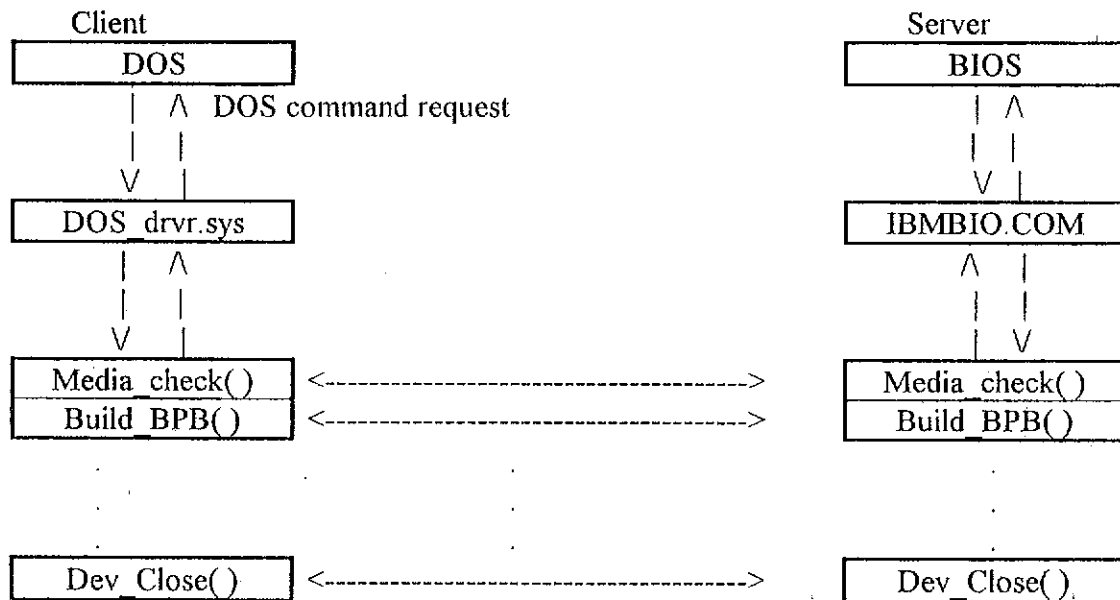 Client Server
DOS BIOS
DOS command request
DOS_drvr.sys IBMBIO.COM
Media_check( ) <---------------------------------------------> Media_check( )
Build_BPB( ) <---------------------------------------------> Build_BPB( )
Dev_Close( ) <---------------------------------------------> Dev_Close( )